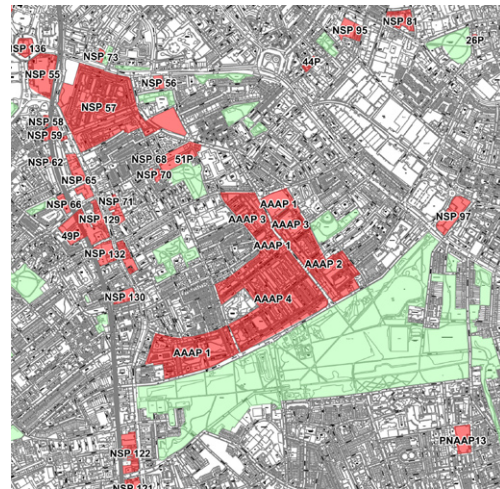 NSP 81
NSP 95
26P
NSP 136
NSP 73
44P
NSP 55
NSP 56
NSP 57
NSP 58
NSP 59
NSP 62
NSP 68
51P
NSP 70
NSP 65
NSP 66
NSP 71
AAAP 1
NSP 129
AAAP 3
AAAP 3
NSP 97
49P
AAAP 1
NSP 132
AAAP 2
NSP 130
AAAP 4
AAAP 1
PNAAP13
NSP 122
NSP 121